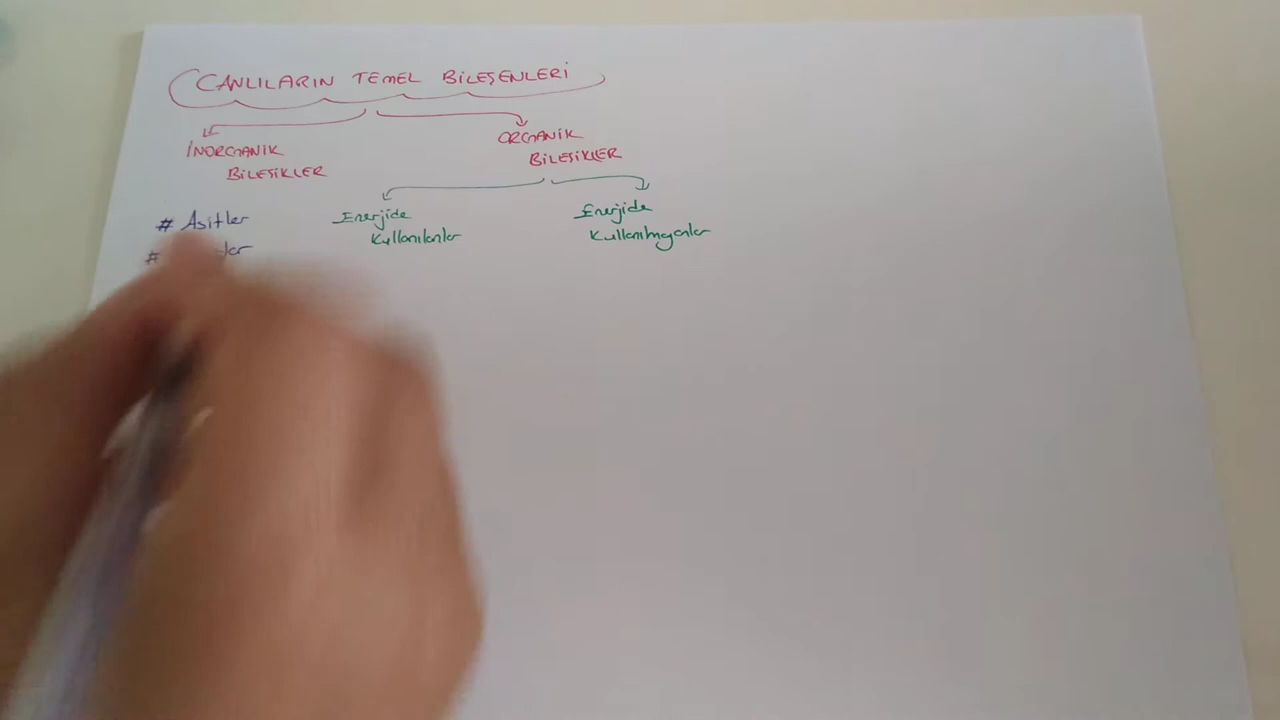 CANLILARIN TEMEL BİLEŞENLERİ
İNORGANİK
BİLEŞİKLER
ORGANİK
BİLEŞİKLER
# Asitler
#
Enerjide
Kullanılanlar
Enerjide
Kullanılmayanlar